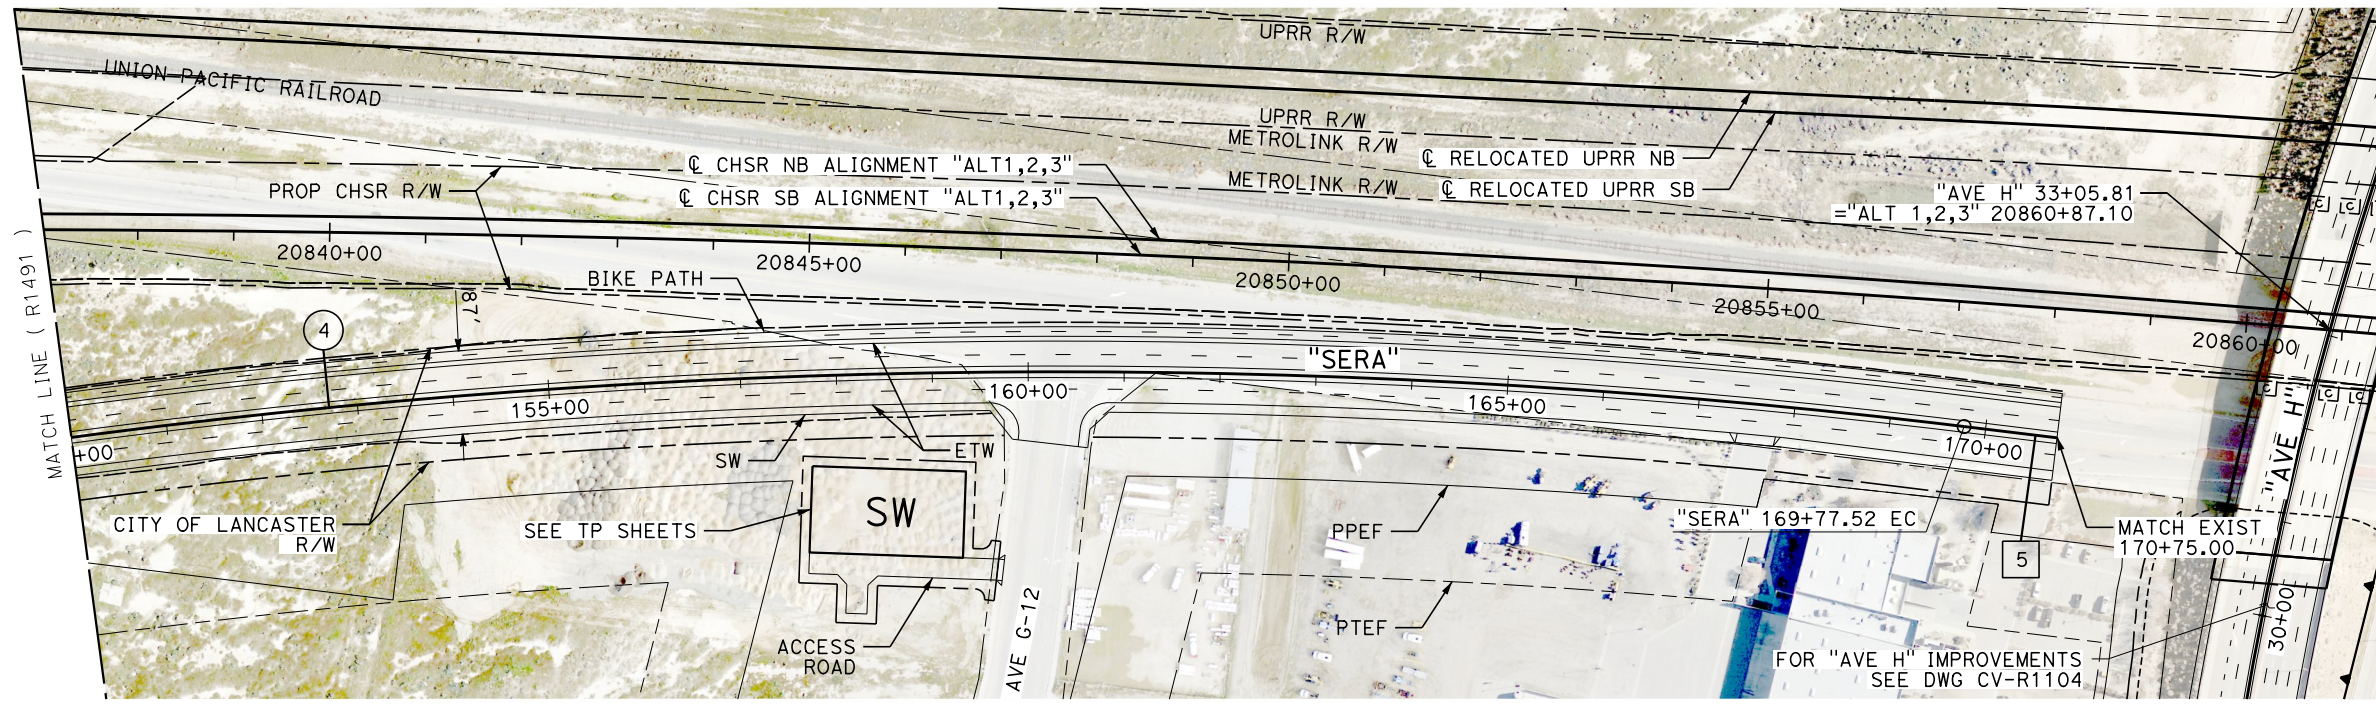 UPRR R/W
UNION PACIFIC RAILROAD
UPRR R/W
METROLINK R/W
℄ CHSR NB ALIGNMENT "ALT1,2,3"
℄ RELOCATED UPRR NB
PROP CHSR R/W
METROLINK R/W
℄ RELOCATED UPRR SB
℄ CHSR SB ALIGNMENT "ALT1,2,3"
"AVE H" 33+05.81
="ALT 1,2,3" 20860+87.10
20840+00
20845+00
20850+00
20855+00
20860+00
BIKE PATH
87'
4
MATCH LINE ( R1491 )
"SERA"
155+00
160+00
165+00
170+00
+00
SW
ETW
"AVE H"
CITY OF LANCASTER
R/W
SEE TP SHEETS
SW
PPEF
"SERA" 169+77.52 EC
MATCH EXIST
170+75.00
5
PTEF
ACCESS
ROAD
AVE G-12
30+00
FOR "AVE H" IMPROVEMENTS
SEE DWG CV-R1104
C
C
C
C
C